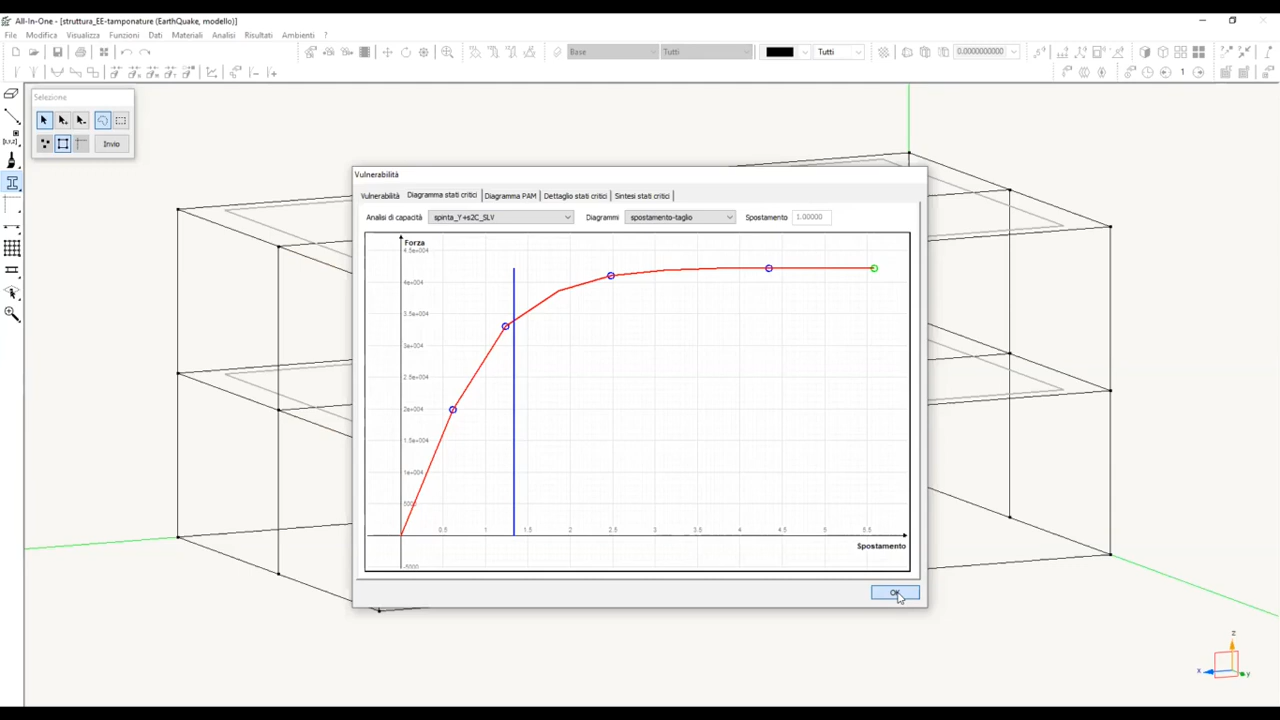 All-In-One - [struttura_EE-tamponature (EarthQuake, modello)]
File Modifica Visualizza Funzioni Dati Materiali Analisi Risultati Ambienti ?
Base Tutti Tutti 0.0000000000
1
Selezione
Invio
[x,y,z]
Vulnerabilità
Vulnerabilità Diagramma stati critici Diagramma PAM Dettaglio stati critici Sintesi stati critici
Analisi di capacità spinta_Y+s2C_SLV Diagrammi spostamento-taglio Spostamento 1.00000
Forza
4.5e+004
4e+004
3.5e+004
3e+004
2.5e+004
2e+004
1.5e+004
1e+004
5000
0.5 1 1.5 2 2.5 3 3.5 4 4.5 5 5.5
Spostamento
-5000
OK
z
x
y